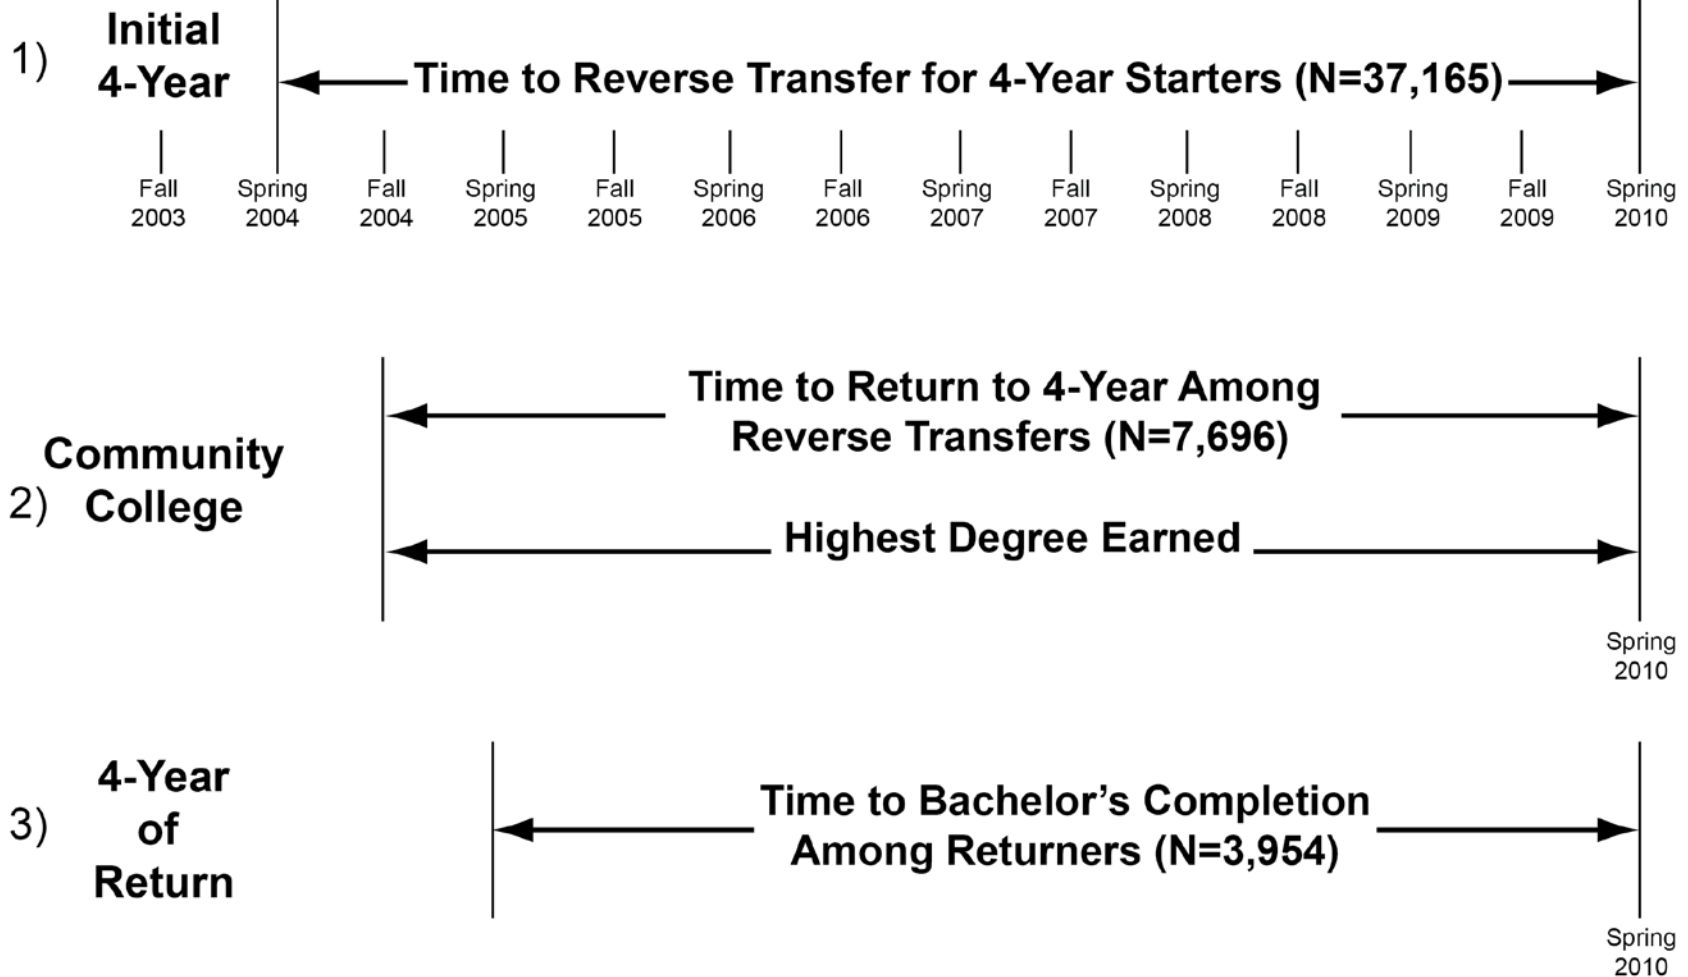 1)
Initial
4-Year
Time to Reverse Transfer for 4-Year Starters (N=37,165)
Fall
2003
Spring
2004
Fall
2004
Spring
2005
Fall
2005
Spring
2006
Fall
2006
Spring
2007
Fall
2007
Spring
2008
Fall
2008
Spring
2009
Fall
2009
Spring
2010
2)
Community
College
Time to Return to 4-Year Among
Reverse Transfers (N=7,696)
Highest Degree Earned
Spring
2010
3)
4-Year
of
Return
Time to Bachelor’s Completion
Among Returners (N=3,954)
Spring
2010